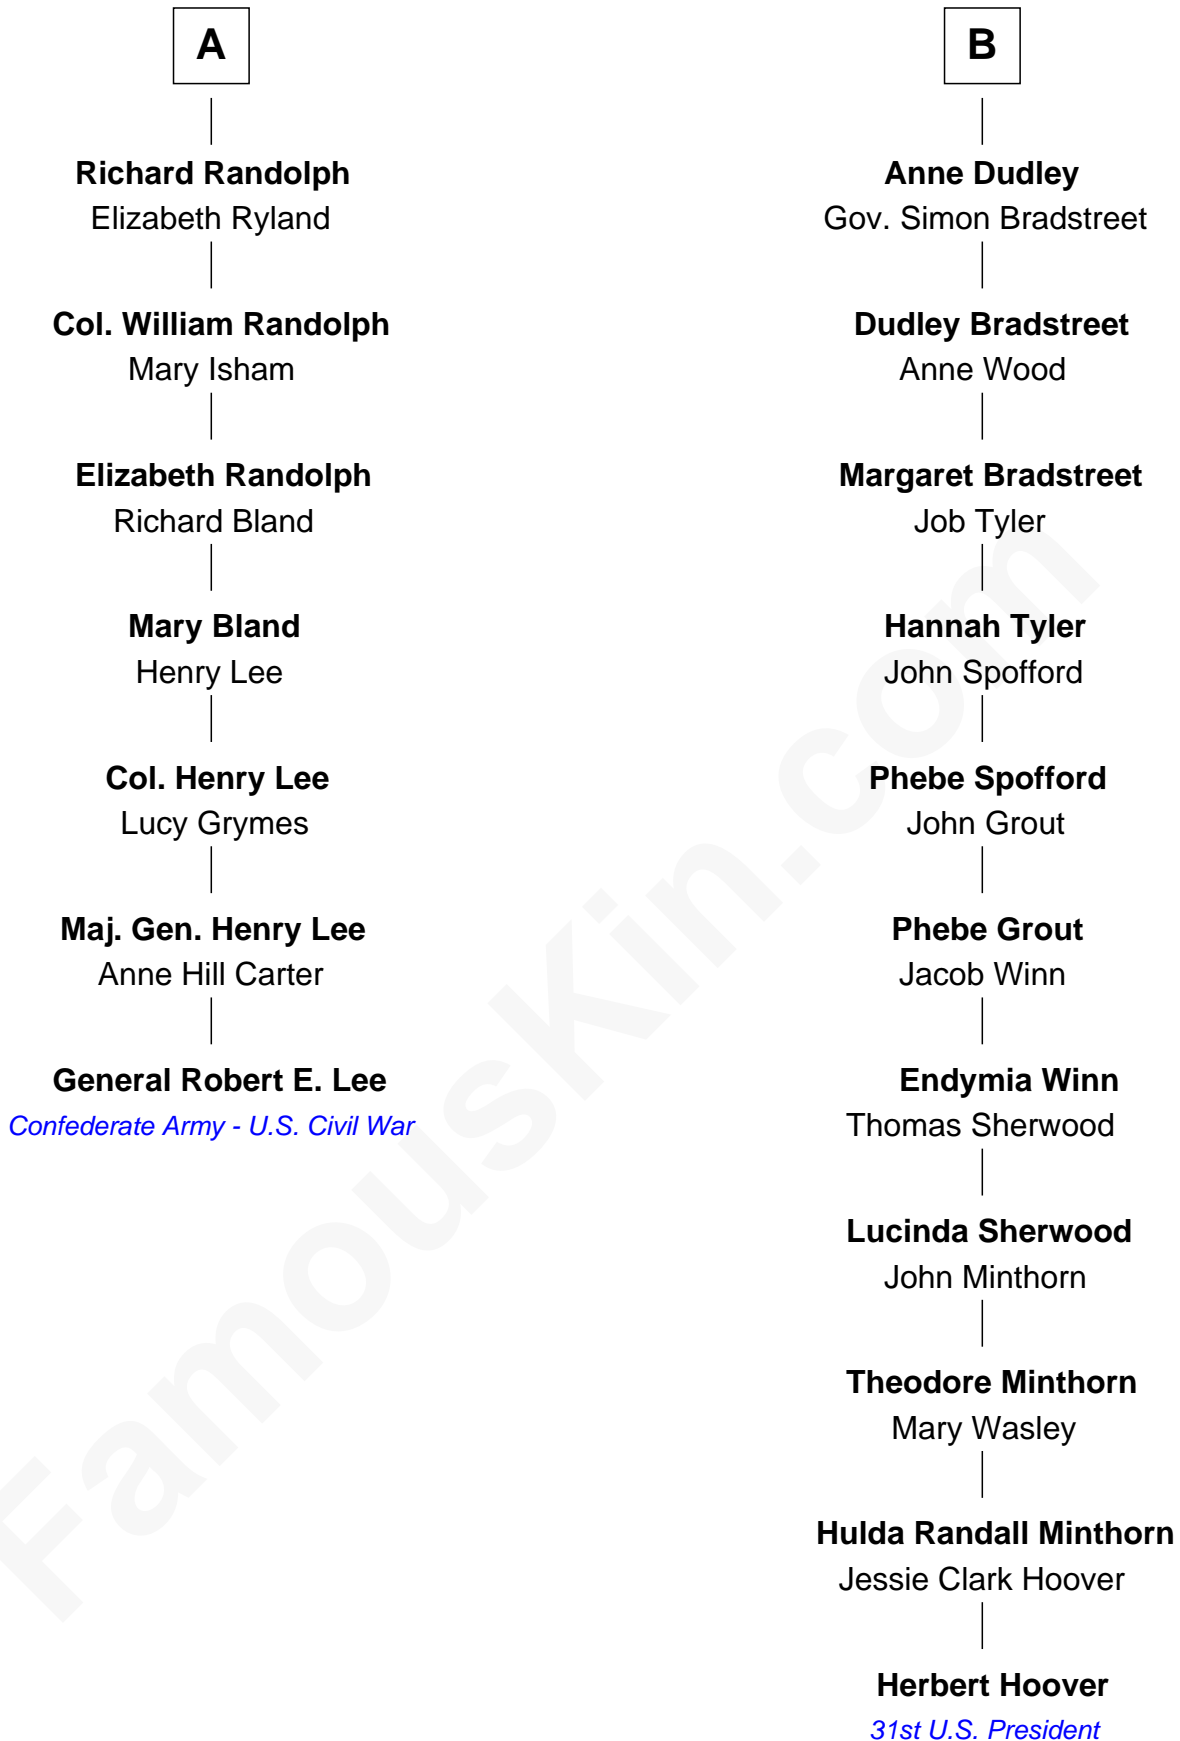 A
Richard Randolph
Elizabeth Ryland
Col. William Randolph
Mary Isham
Elizabeth Randolph
Richard Bland
Mary Bland
Henry Lee
Col. Henry Lee
Lucy Grymes
Maj. Gen. Henry Lee
Anne Hill Carter
General Robert E. Lee
Confederate Army - U.S. Civil War
B
Anne Dudley
Gov. Simon Bradstreet
Dudley Bradstreet
Anne Wood
Margaret Bradstreet
Job Tyler
Hannah Tyler
John Spofford
Phebe Spofford
John Grout
Phebe Grout
Jacob Winn
Endymia Winn
Thomas Sherwood
Lucinda Sherwood
John Minthorn
Theodore Minthorn
Mary Wasley
Hulda Randall Minthorn
Jessie Clark Hoover
Herbert Hoover
31st U.S. President
FamousKin.com